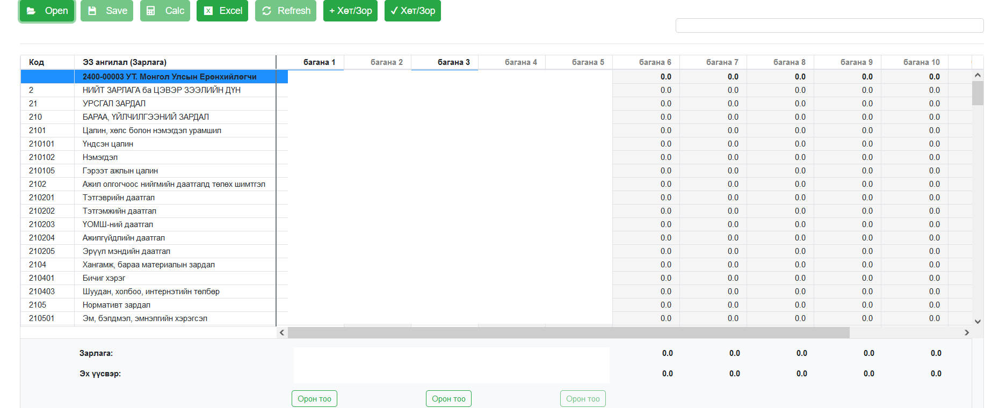 Open Save Calc Excel Refresh + Хөт/Зор ✓ Хөт/Зор
Код ЭЗ ангилал (Зарлага) багана 1 багана 2 багана 3 багана 4 багана 5 багана 6 багана 7 багана 8 багана 9 багана 10
2400-00003 УТ. Монгол Улсын Ерөнхийлөгчи 0.0 0.0 0.0 0.0 0.0
2 НИЙТ ЗАРЛАГА ба ЦЭВЭР ЗЭЭЛИЙН ДҮН 0.0 0.0 0.0 0.0 0.0
21 УРСГАЛ ЗАРДАЛ 0.0 0.0 0.0 0.0 0.0
210 БАРАА, ҮЙЛЧИЛГЭЭНИЙ ЗАРДАЛ 0.0 0.0 0.0 0.0 0.0
2101 Цалин, хөлс болон нэмэгдэл урамшил 0.0 0.0 0.0 0.0 0.0
210101 Үндсэн цалин 0.0 0.0 0.0 0.0 0.0
210102 Нэмэгдэл 0.0 0.0 0.0 0.0 0.0
210105 Гэрээт ажлын цалин 0.0 0.0 0.0 0.0 0.0
2102 Ажил олгогчоос нийгмийн даатгалд төлөх шимтгэл 0.0 0.0 0.0 0.0 0.0
210201 Тэтгэврийн даатгал 0.0 0.0 0.0 0.0 0.0
210202 Тэтгэмжийн даатгал 0.0 0.0 0.0 0.0 0.0
210203 ҮОМШ-ний даатгал 0.0 0.0 0.0 0.0 0.0
210204 Ажилгүйдлийн даатгал 0.0 0.0 0.0 0.0 0.0
210205 Эрүүл мэндийн даатгал 0.0 0.0 0.0 0.0 0.0
2104 Хангамж, бараа материалын зардал 0.0 0.0 0.0 0.0 0.0
210401 Бичиг хэрэг 0.0 0.0 0.0 0.0 0.0
210403 Шуудан, холбоо, интернэтийн төлбөр 0.0 0.0 0.0 0.0 0.0
2105 Нормативт зардал 0.0 0.0 0.0 0.0 0.0
210501 Эм, бэлдмэл, эмнэлгийн хэрэгсэл 0.0 0.0 0.0 0.0 0.0
Зарлага: 0.0 0.0 0.0 0.0 0.0
Эх үүсвэр: 0.0 0.0 0.0 0.0 0.0
Орон тоо Орон тоо Орон тоо